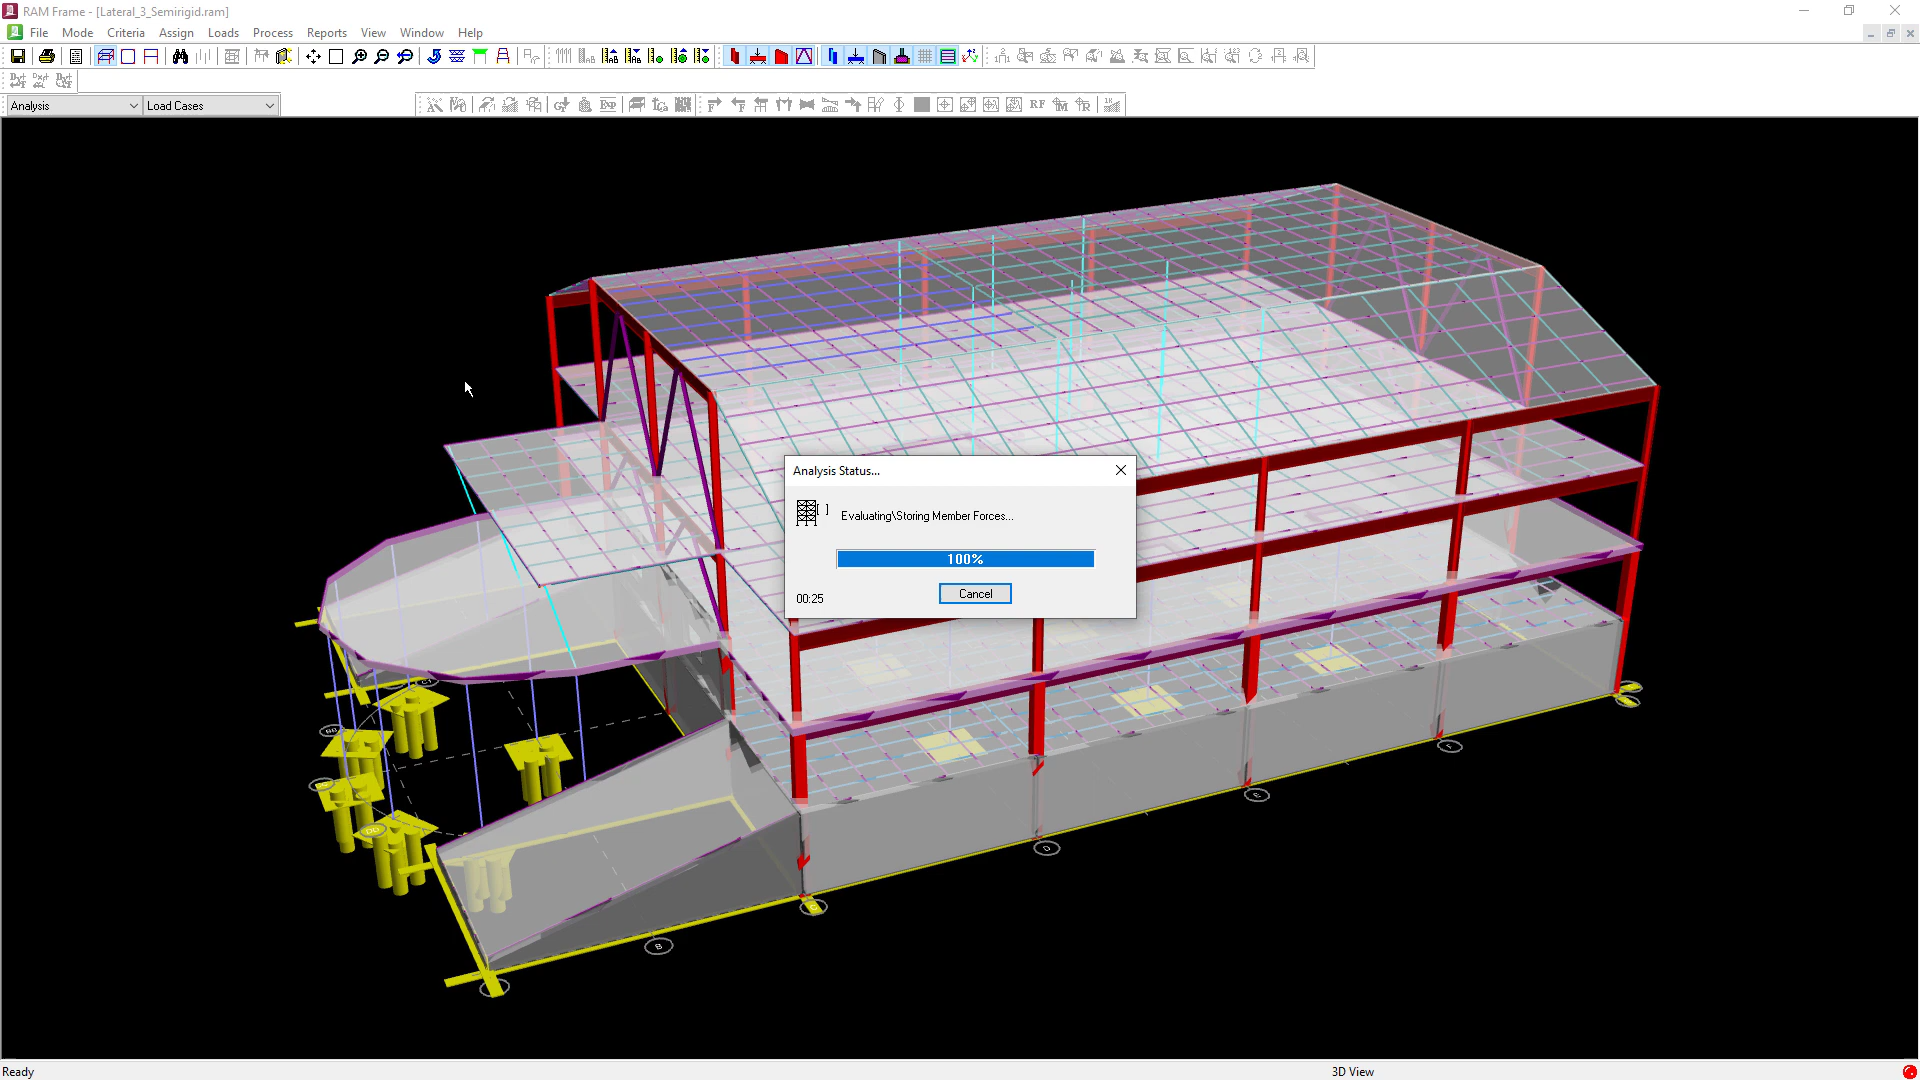 RAM Frame - [Lateral_3_Semirigid.ram]
File Mode Criteria Assign Loads Process Reports View Window Help
Analysis Load Cases
RF
Analysis Status...
Evaluating\Storing Member Forces...
100%
00:25 Cancel
DD
F
E
D
B
Ready 3D View